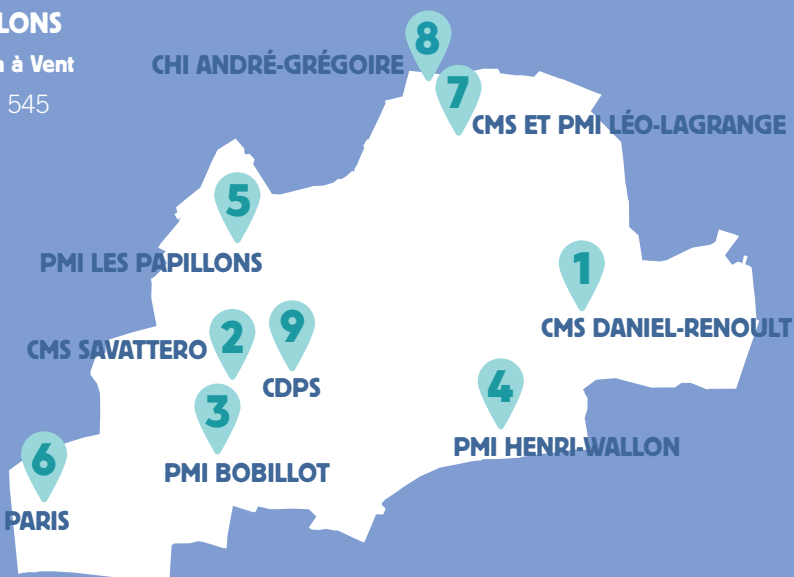 LONS
à Vent
545
8
CHI ANDRÉ-GRÉGOIRE
7
CMS ET PMI LÉO-LAGRANGE
5
PMI LES PAPILLONS
1
CMS DANIEL-RENOULT
CMS SAVATTERO
2
9
CDPS
4
PMI HENRI-WALLON
3
PMI BOBILLOT
6
PARIS